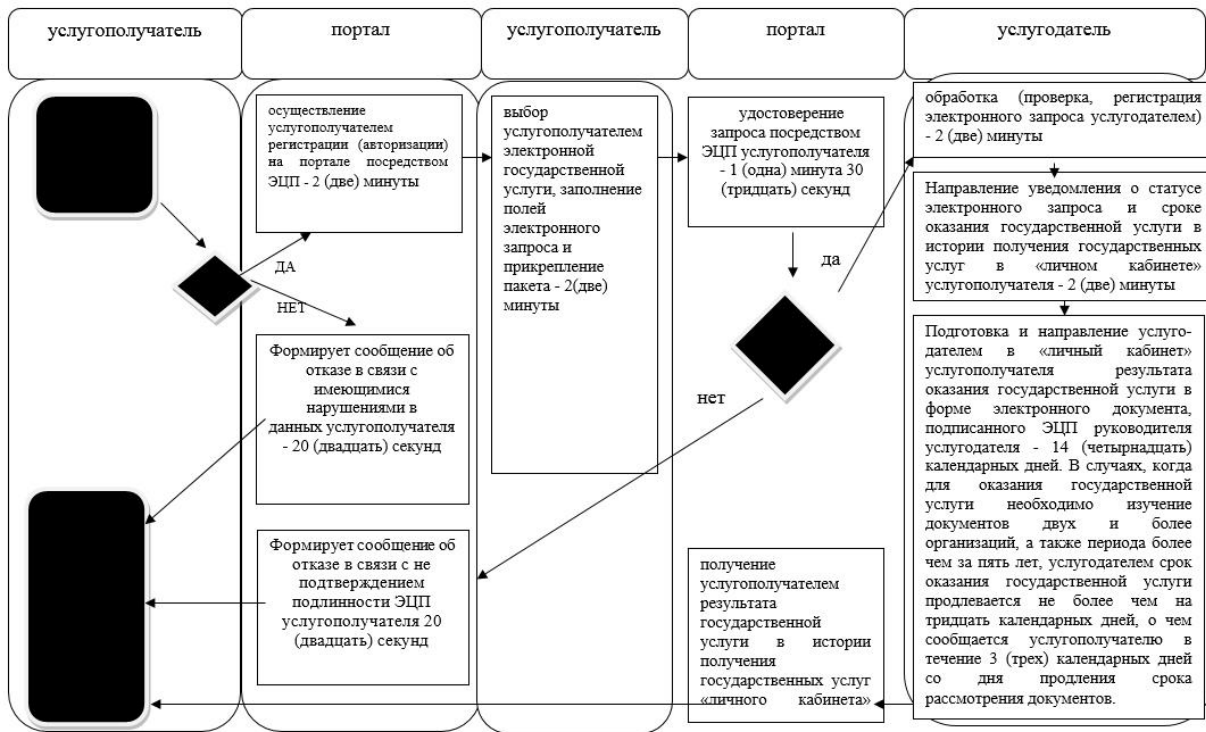 услугополучатель
портал
услугополучатель
портал
услугодатель
осуществление
услугополучателем
регистрации (авторизации)
на портале посредством
ЭЦП - 2 (две) минуты
ДА
НЕТ
Формирует сообщение об
отказе в связи с
имеющимися
нарушениями в
данных услугополучателя
- 20 (двадцать) секунд
Формирует сообщение об
отказе в связи с не
подтверждением
подлинности ЭЦП
услугополучателя 20
(двадцать) секунд
выбор
услугополучателем
электронной
государственной
услуги, заполнение
полей
электронного
запроса и
прикрепление
пакета - 2(две)
минуты
удостоверение
запроса посредством
ЭЦП услугополучателя
- 1 (одна) минута 30
(тридцать) секунд
да
нет
получение
услугополучателем
результата
государственной
услуги в истории
получения
государственных услуг
«личного кабинета»
обработка (проверка, регистрация
электронного запроса услугодателем)
- 2 (две) минуты
Направление уведомления о статусе
электронного запроса и сроке
оказания государственной услуги в
истории получения государственных
услуг в «личном кабинете»
услугополучателя - 2 (две) минуты
Подготовка и направление услуго-
дателем в «личный кабинет»
услугополучателя результата
оказания государственной услуги в
форме электронного документа,
подписанного ЭЦП руководителя
услугодателя - 14 (четырнадцать)
календарных дней. В случаях, когда
для оказания государственной
услуги необходимо изучение
документов двух и более
организаций, а также периода более
чем за пять лет, услугодателем срок
оказания государственной услуги
продлевается не более чем на
тридцать календарных дней, о чем
сообщается услугополучателю в
течение 3 (трех) календарных дней
со дня продления срока
рассмотрения документов.